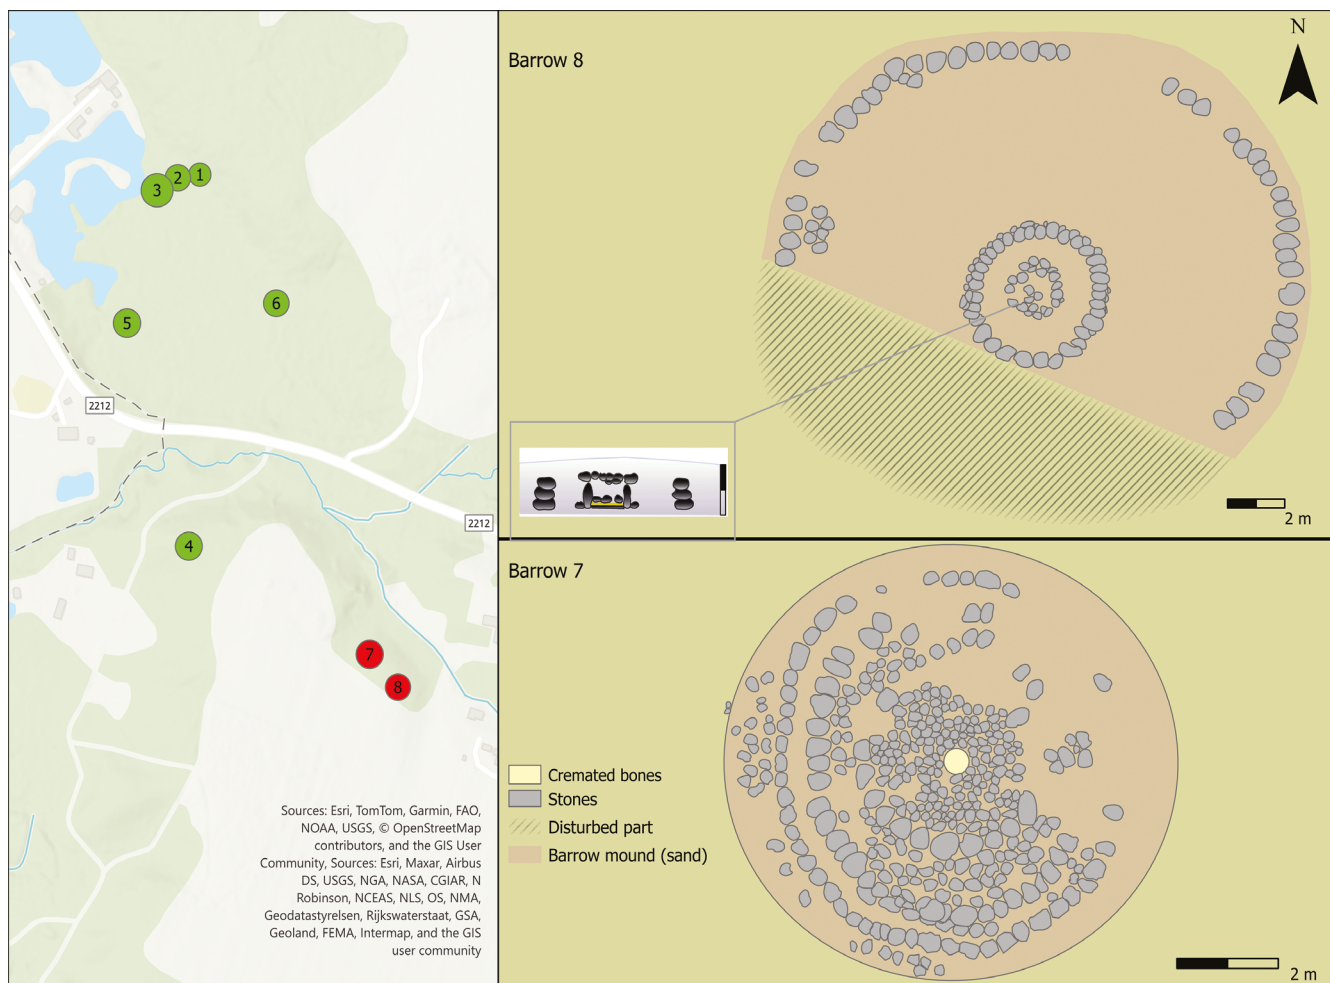 1
2
3
6
5
2212
2212
4
7
8
Sources: Esri, TomTom, Garmin, FAO,
NOAA, USGS, © OpenStreetMap
contributors, and the GIS User
Community, Sources: Esri, Maxar, Airbus
DS, USGS, NGA, NASA, CGIAR, N
Robinson, NCEAS, NLS, OS, NMA,
Geodatastyrelsen, Rijkswaterstaat, GSA,
Geoland, FEMA, Intermap, and the GIS
user community
Barrow 8
N
2 m
Barrow 7
Cremated bones
Stones
Disturbed part
Barrow mound (sand)
2 m